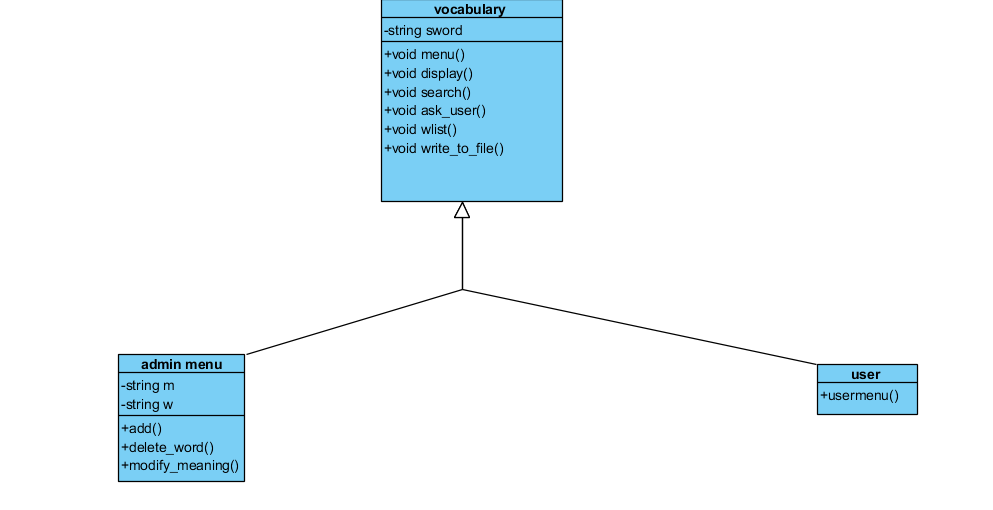 vocabulary
-string sword
+void menu()
+void display()
+void search()
+void ask_user()
+void wlist()
+void write_to_file()
admin menu
-string m
-string w
+add()
+delete_word()
+modify_meaning()
user
+usermenu()